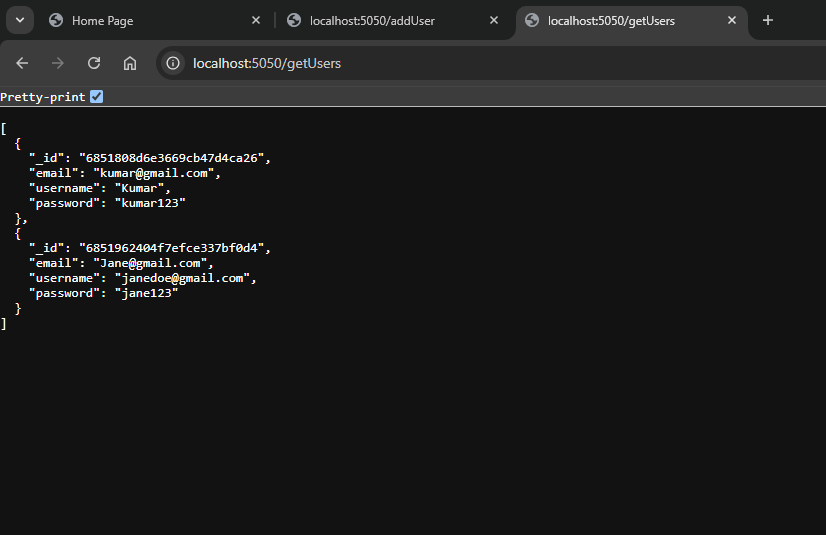 Home Page
localhost:5050/addUser
localhost:5050/getUsers
localhost:5050/getUsers
Pretty-print
[
  {
    "_id": "6851808d6e3669cb47d4ca26",
    "email": "kumar@gmail.com",
    "username": "Kumar",
    "password": "kumar123"
  },
  {
    "_id": "6851962404f7efce337bf0d4",
    "email": "Jane@gmail.com",
    "username": "janedoe@gmail.com",
    "password": "jane123"
  }
]